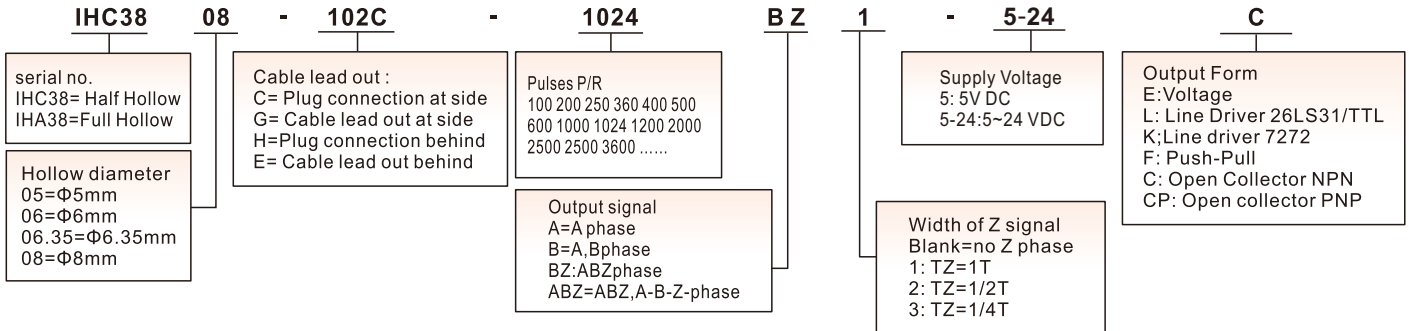 IHC38 08 - 102C - 1024 BZ 1 - 5-24 C
serial no.
IHC38= Half Hollow
IHA38=Full Hollow
Hollow diameter
05=Φ5mm
06=Φ6mm
06.35=Φ6.35mm
08=Φ8mm
Cable lead out :
C= Plug connection at side
G= Cable lead out at side
H=Plug connection behind
E= Cable lead out behind
Pulses P/R
100 200 250 360 400 500
600 1000 1024 1200 2000
2500 2500 3600 ......
Output signal
A=A phase
B=A,Bphase
BZ:ABZphase
ABZ=ABZ,A-B-Z-phase
Supply Voltage
5: 5V DC
5-24:5~24 VDC
Width of Z signal
Blank=no Z phase
1: TZ=1T
2: TZ=1/2T
3: TZ=1/4T
Output Form
E:Voltage
L: Line Driver 26LS31/TTL
K;Line driver 7272
F: Push-Pull
C: Open Collector NPN
CP: Open collector PNP